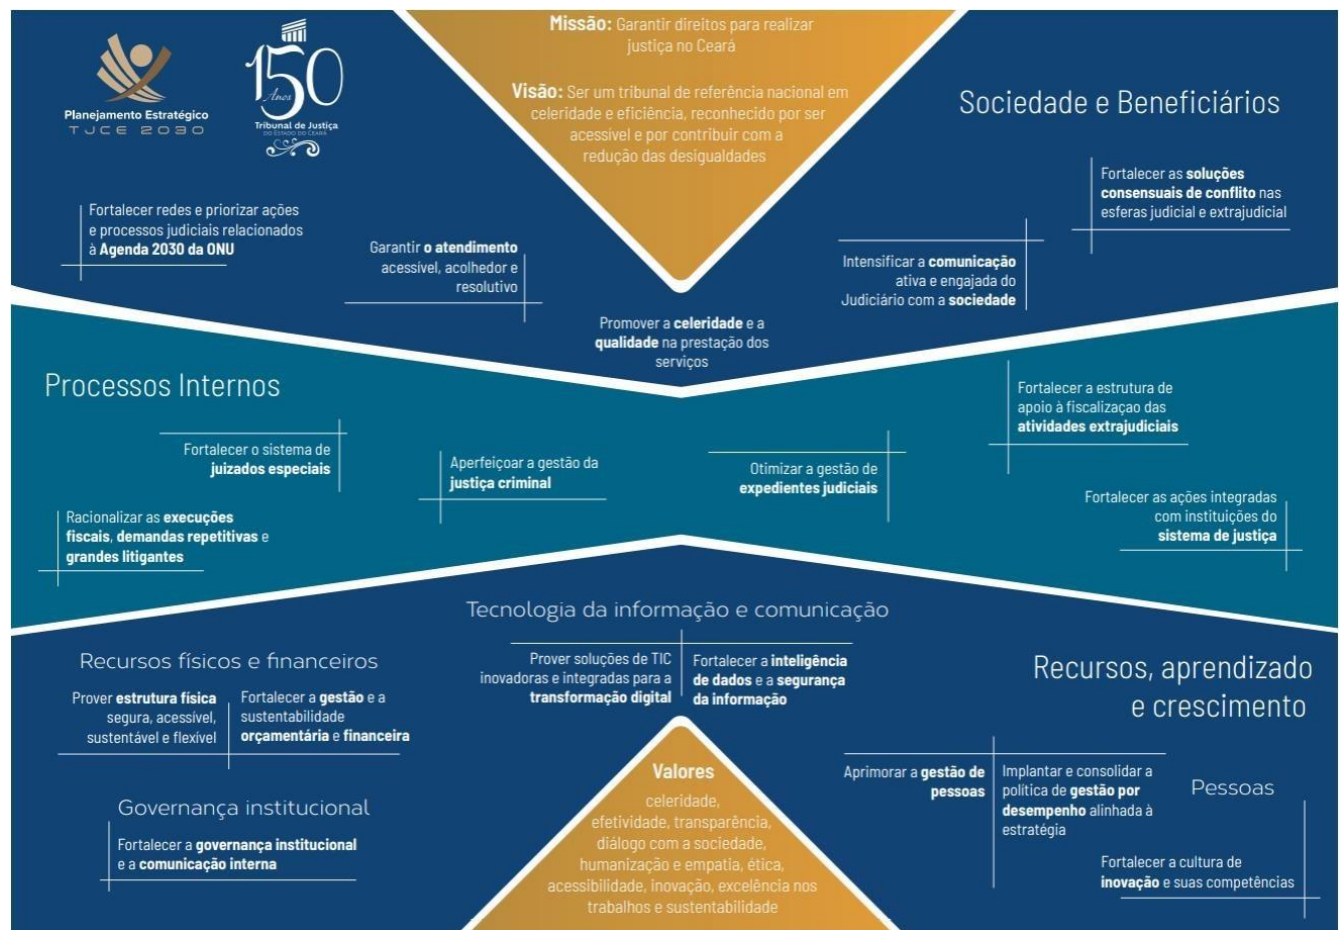 Planejamento Estratégico
TJCE 2030
150
Anos
Tribunal de Justiça
DO ESTADO DO CEARÁ
Missão: Garantir direitos para realizar
justiça no Ceará
Visão: Ser um tribunal de referência nacional em
celeridade e eficiência, reconhecido por ser
acessível e por contribuir com a
redução das desigualdades
Sociedade e Beneficiários
Fortalecer redes e priorizar ações
e processos judiciais relacionados
à Agenda 2030 da ONU
Garantir o atendimento
acessível, acolhedor e
resolutivo
Promover a celeridade e a
qualidade na prestação dos
serviços
Intensificar a comunicação
ativa e engajada do
Judiciário com a sociedade
Fortalecer as soluções
consensuais de conflito nas
esferas judicial e extrajudicial
Processos Internos
Racionalizar as execuções
fiscais, demandas repetitivas e
grandes litigantes
Fortalecer o sistema de
juizados especiais
Aperfeiçoar a gestão da
justiça criminal
Otimizar a gestão de
expedientes judiciais
Fortalecer a estrutura de
apoio à fiscalizaçao das
atividades extrajudiciais
Fortalecer as ações integradas
com instituições do
sistema de justiça
Tecnologia da informação e comunicação
Prover soluções de TIC
inovadoras e integradas para a
transformação digital
Fortalecer a inteligência
de dados e a segurança
da informação
Recursos físicos e financeiros
Prover estrutura física
segura, acessível,
sustentável e flexível
Fortalecer a gestão e a
sustentabilidade
orçamentária e financeira
Governança institucional
Fortalecer a governança institucional
e a comunicação interna
Valores
celeridade,
efetividade, transparência,
diálogo com a sociedade,
humanização e empatia, ética,
acessibilidade, inovação, excelência nos
trabalhos e sustentabilidade
Recursos, aprendizado
e crescimento
Aprimorar a gestão de
pessoas
Implantar e consolidar a
política de gestão por
desempenho alinhada à
estratégia
Pessoas
Fortalecer a cultura de
inovação e suas competências